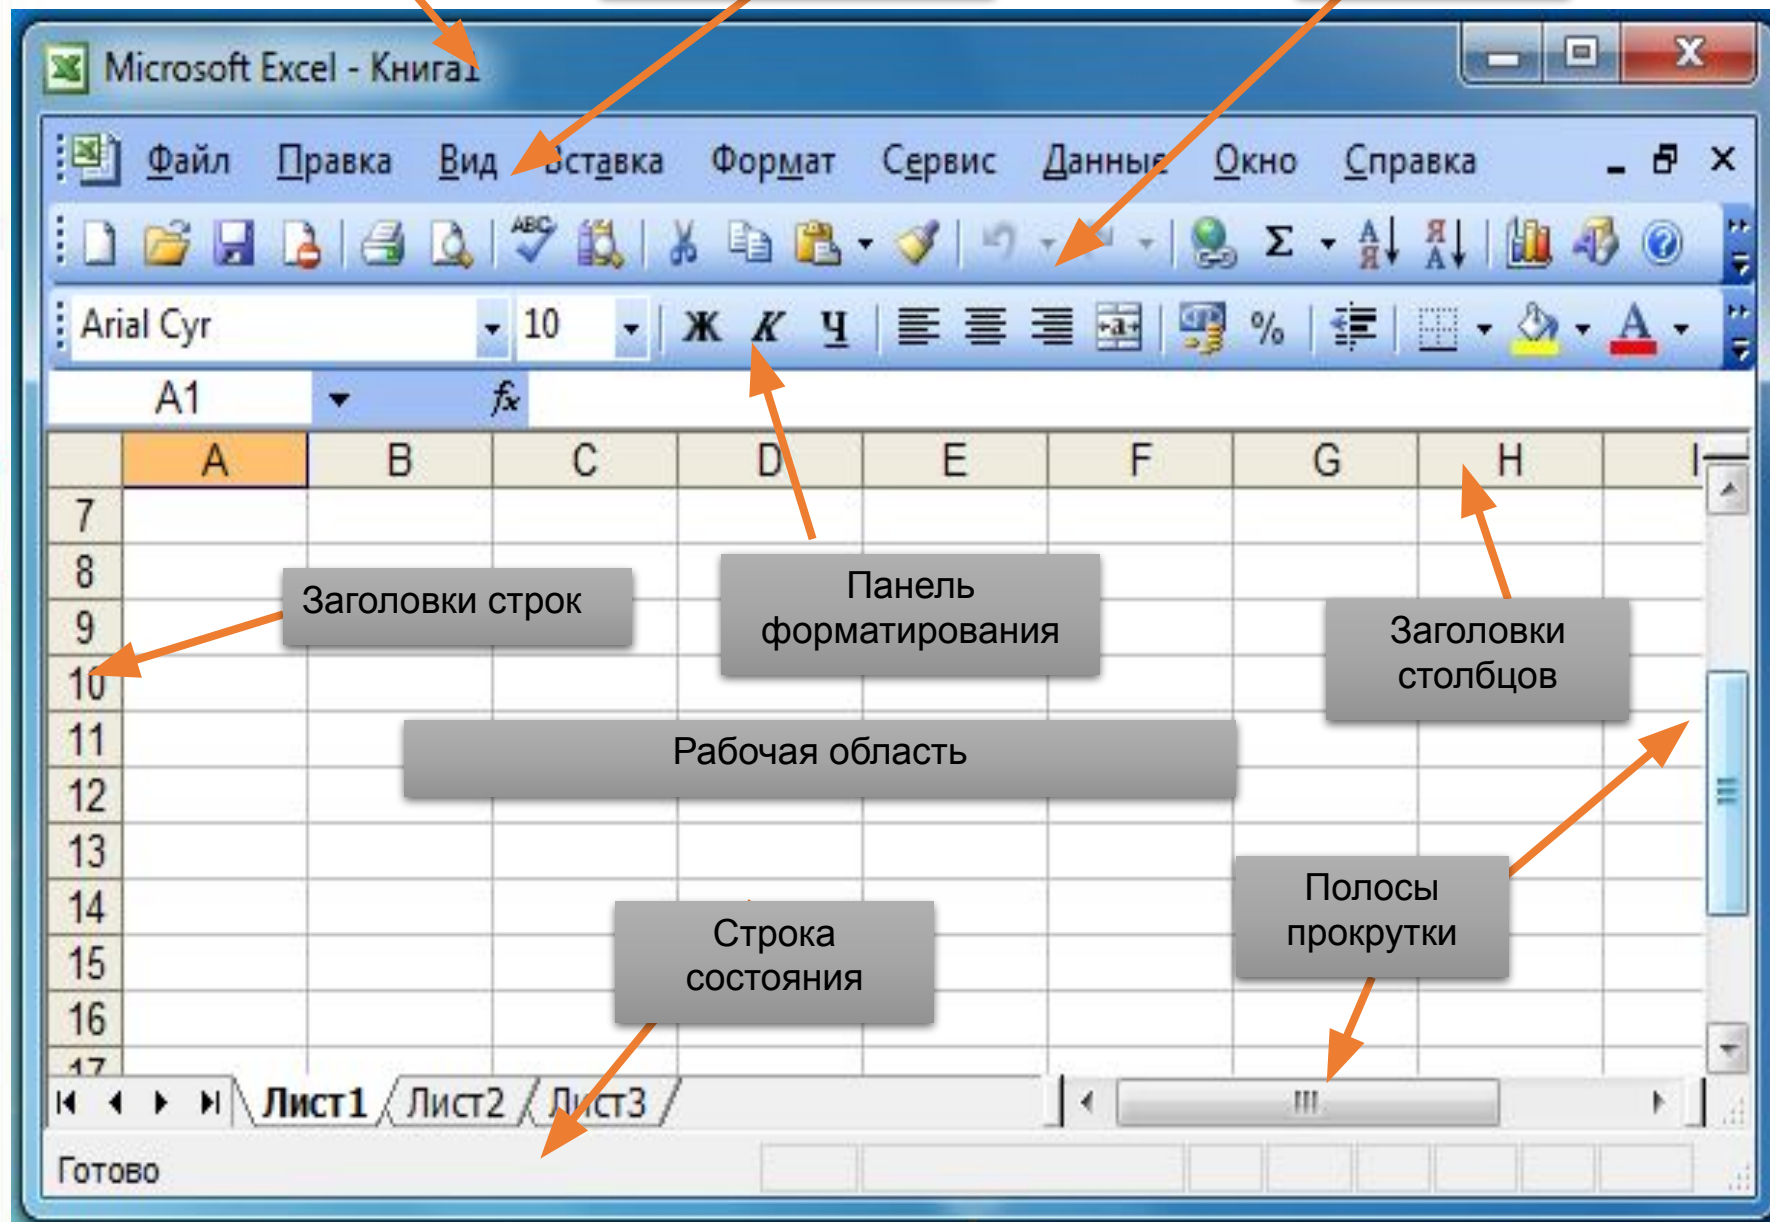 Microsoft Excel - Книга1
Файл Правка Вид Вставка Формат Сервис Данные Окно Справка
ABC Σ А Я Я А
Arial Cyr 10 Ж К Ч a % A
A1 fx
A B C D E F G H I
7
8
Заголовки строк
Панель
форматирования
9
Заголовки
столбцов
10
11
Рабочая область
12
13
14
Полосы
прокрутки
Строка
состояния
15
16
17
Лист1 Лист2 Лист3
Готово